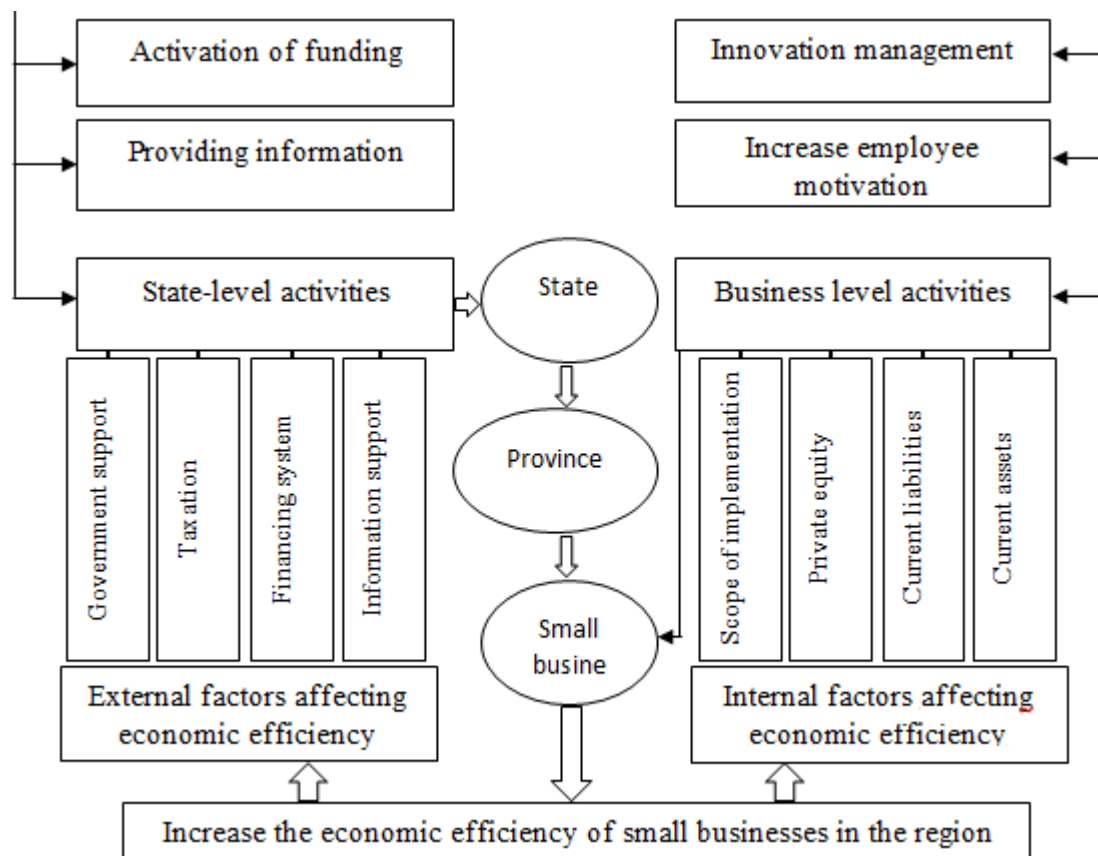 Activation of funding
Innovation management
Providing information
Increase employee
motivation
State-level activities
State
Business level activities
Government support
Taxation
Financing system
Information support
Province
Small
busine
Scope of implementation
Private equity
Current liabilities
Current assets
External factors affecting
economic efficiency
Internal factors affecting
economic efficiency
Increase the economic efficiency of small businesses in the region